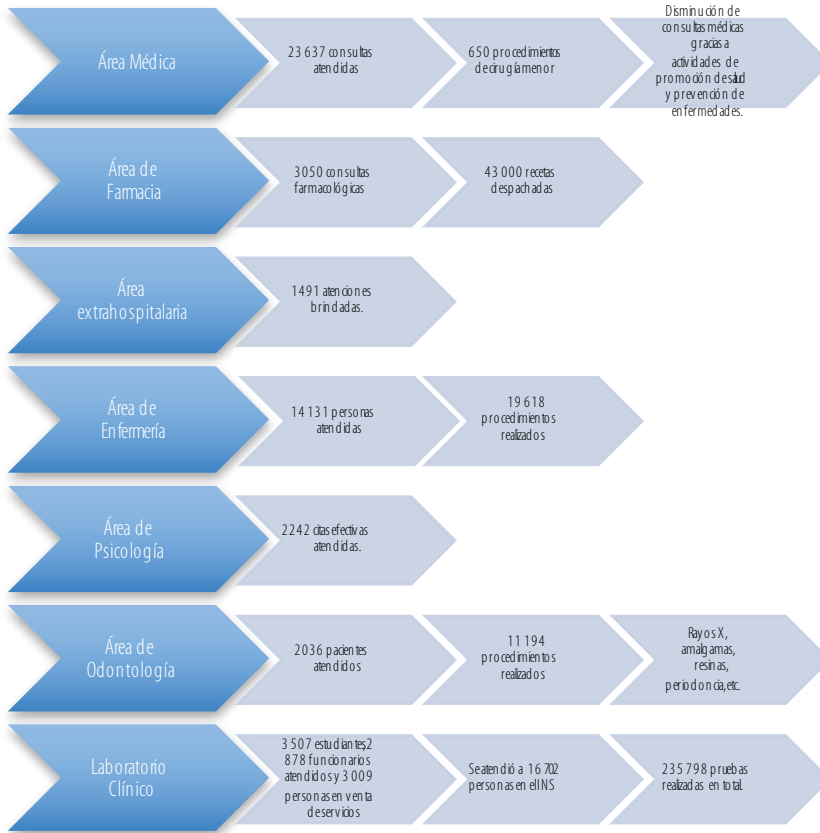 Área Médica
23 637 consultas
atendidas
650 procedimientos
de cirugía menor
Disminución de
consultas médicas
gracias a
actividades de
promoción de salud
y prevención de
enfermedades.
Área de
Farmacia
3050 consultas
farmacológicas
43 000 recetas
despachadas
Área
extrahospitalaria
1491 atenciones
brindadas.
Área de
Enfermería
14 131 personas
atendidas
19 618
procedimientos
realizados
Área de
Psicología
2242 citas efectivas
atendidas.
Área de
Odontología
2036 pacientes
atendidos
11 194
procedimientos
realizados
Rayos X,
amalgamas,
resinas,
periodoncia, etc.
Laboratorio
Clínico
3 507 estudiantes, 2
878 funcionarios
atendidos y 3 009
personas en venta
de servicios
Se atendió a 16 702
personas en el INS
235 798 pruebas
realizadas en total.